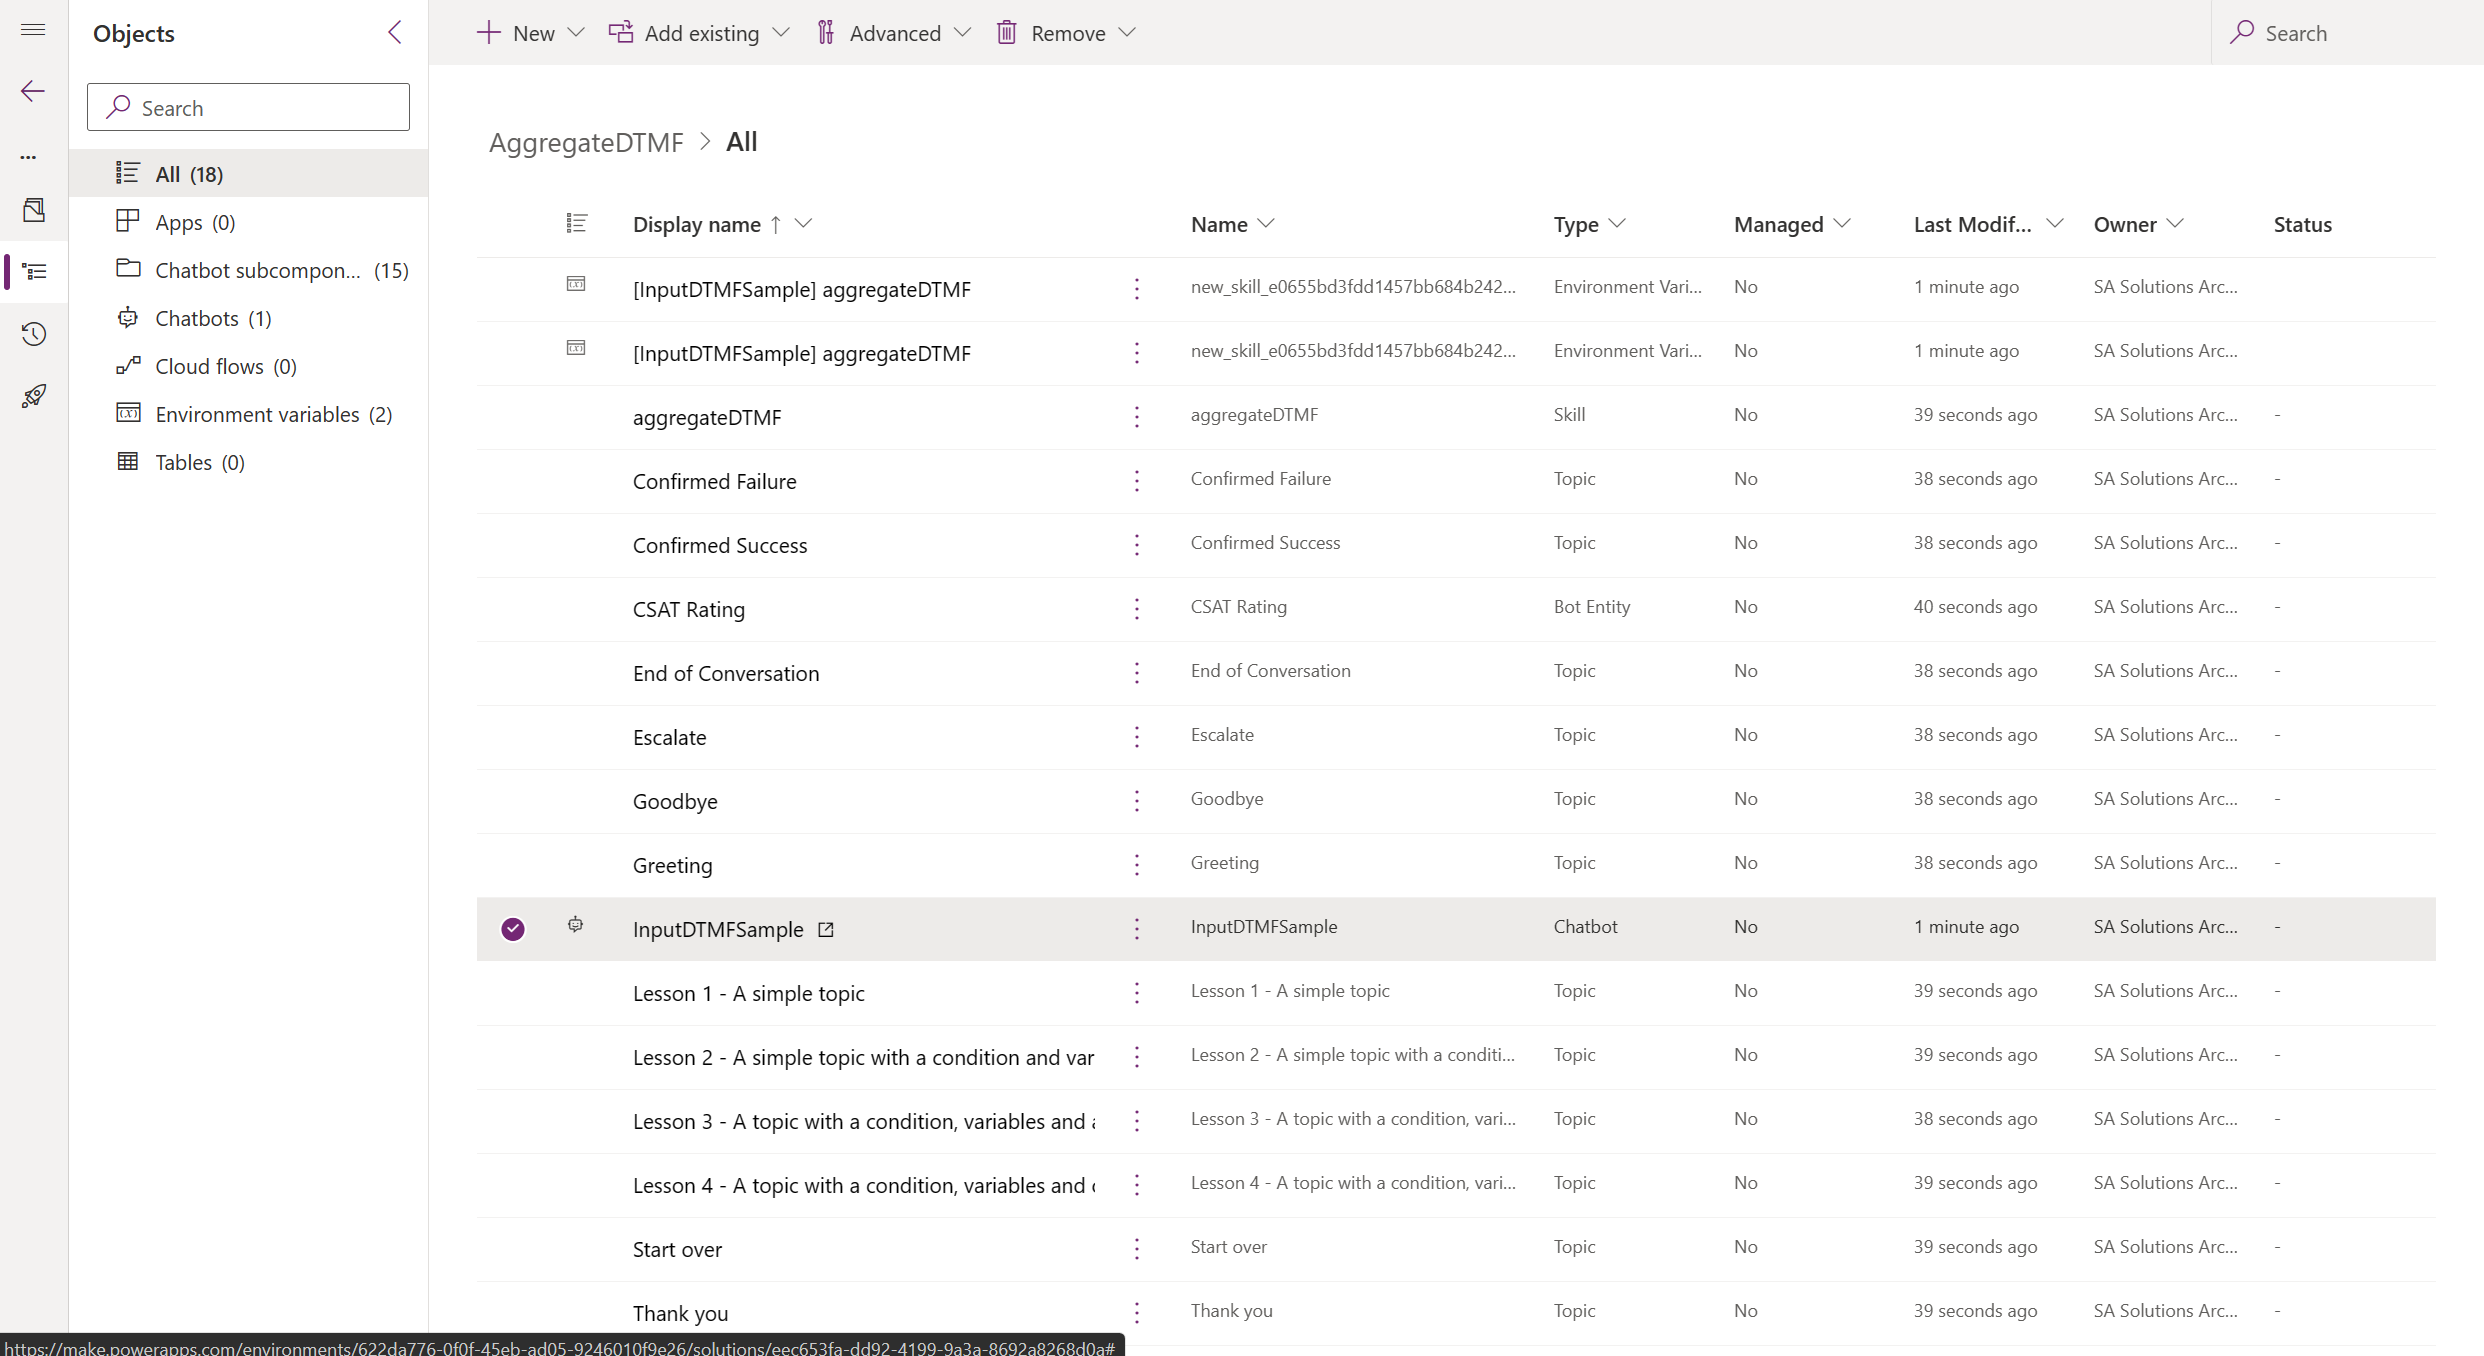 Objects
Search
All (18)
Apps (0)
Chatbot subcompon... (15)
Chatbots (1)
Cloud flows (0)
Environment variables (2)
Tables (0)
New
Add existing
Advanced
Remove
Search
AggregateDTMF > All
Display name ↑ Name Type Managed Last Modif... Owner Status
[InputDTMFSample] aggregateDTMF new_skill_e0655bd3fdd1457bb684b242... Environment Vari... No 1 minute ago SA Solutions Arc...
[InputDTMFSample] aggregateDTMF new_skill_e0655bd3fdd1457bb684b242... Environment Vari... No 1 minute ago SA Solutions Arc...
aggregateDTMF aggregateDTMF Skill No 39 seconds ago SA Solutions Arc... -
Confirmed Failure Confirmed Failure Topic No 38 seconds ago SA Solutions Arc... -
Confirmed Success Confirmed Success Topic No 38 seconds ago SA Solutions Arc... -
CSAT Rating CSAT Rating Bot Entity No 40 seconds ago SA Solutions Arc... -
End of Conversation End of Conversation Topic No 38 seconds ago SA Solutions Arc... -
Escalate Escalate Topic No 38 seconds ago SA Solutions Arc... -
Goodbye Goodbye Topic No 38 seconds ago SA Solutions Arc... -
Greeting Greeting Topic No 38 seconds ago SA Solutions Arc... -
InputDTMFSample InputDTMFSample Chatbot No 1 minute ago SA Solutions Arc... -
Lesson 1 - A simple topic Lesson 1 - A simple topic Topic No 39 seconds ago SA Solutions Arc... -
Lesson 2 - A simple topic with a condition and var Lesson 2 - A simple topic with a conditi... Topic No 39 seconds ago SA Solutions Arc... -
Lesson 3 - A topic with a condition, variables and Lesson 3 - A topic with a condition, vari... Topic No 38 seconds ago SA Solutions Arc... -
Lesson 4 - A topic with a condition, variables and Lesson 4 - A topic with a condition, vari... Topic No 39 seconds ago SA Solutions Arc... -
Start over Start over Topic No 39 seconds ago SA Solutions Arc... -
Thank you Thank you Topic No 39 seconds ago SA Solutions Arc... -
https://make.powerapps.com/environments/622da776-0f0f-45eb-ad05-9246010f9e26/solutions/eec653fa-dd92-4199-9a3a-8692a8268d0a#